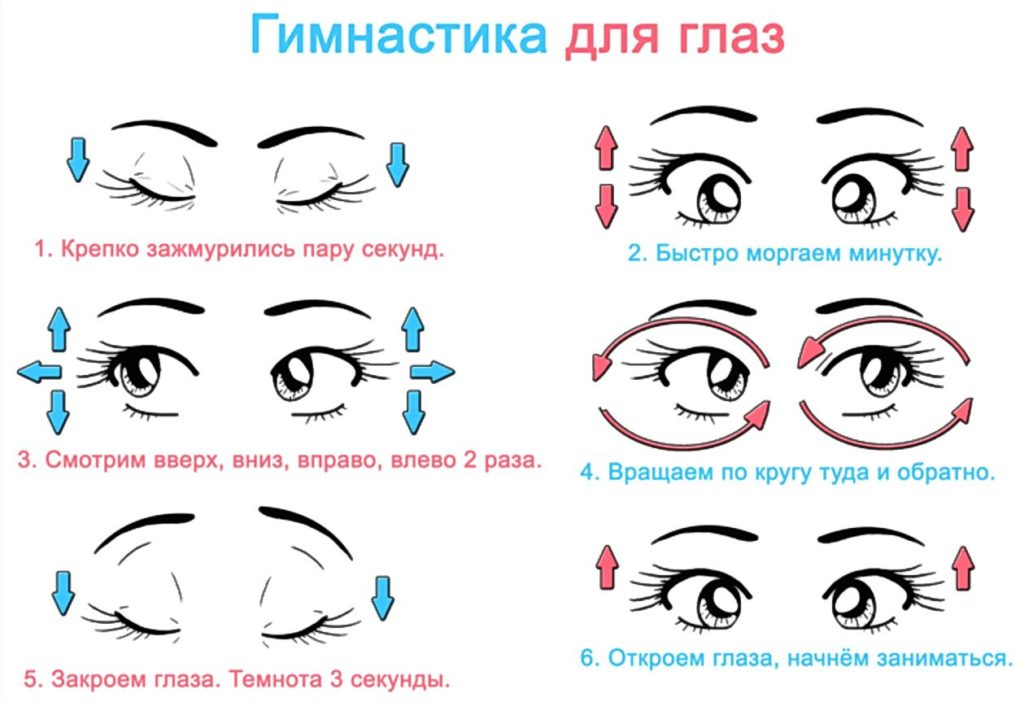 Гимнастика для глаз
1. Крепко зажмурились пару секунд.
2. Быстро моргаем минутку.
3. Смотрим вверх, вниз, вправо, влево 2 раза.
4. Вращаем по кругу туда и обратно.
5. Закроем глаза. Темнота 3 секунды.
6. Откроем глаза, начнём заниматься.